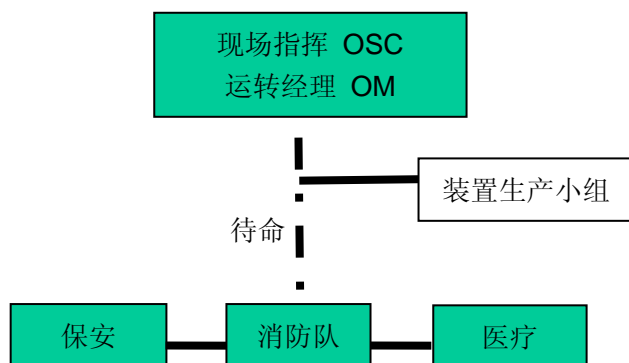 现场指挥 OSC
运转经理 OM
装置生产小组
待命
保安
消防队
医疗